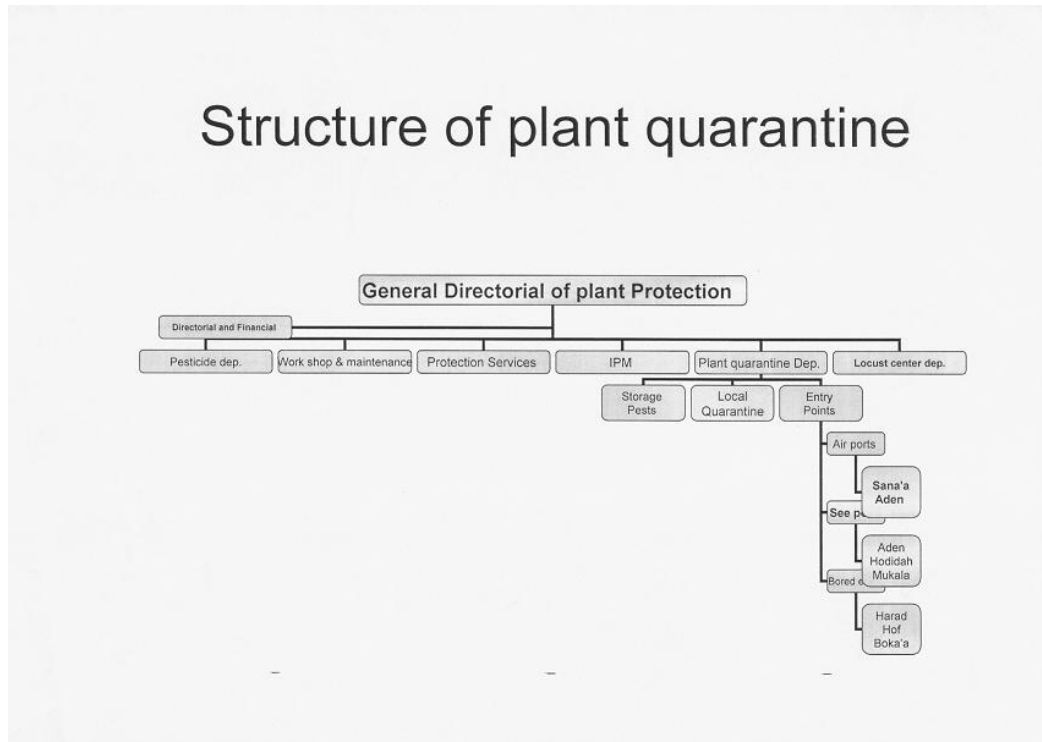 Structure of plant quarantine
General Directorial of plant Protection
Directorial and Financial
Pesticide dep.
Work shop & maintenance
Protection Services
IPM
Plant quarantine Dep.
Locust center dep.
Storage
Pests
Local
Quarantine
Entry
Points
Air ports
Sana'a
Aden
See
Aden
Hodidah
Mukala
Bored
Harad
Hof
Boka'a